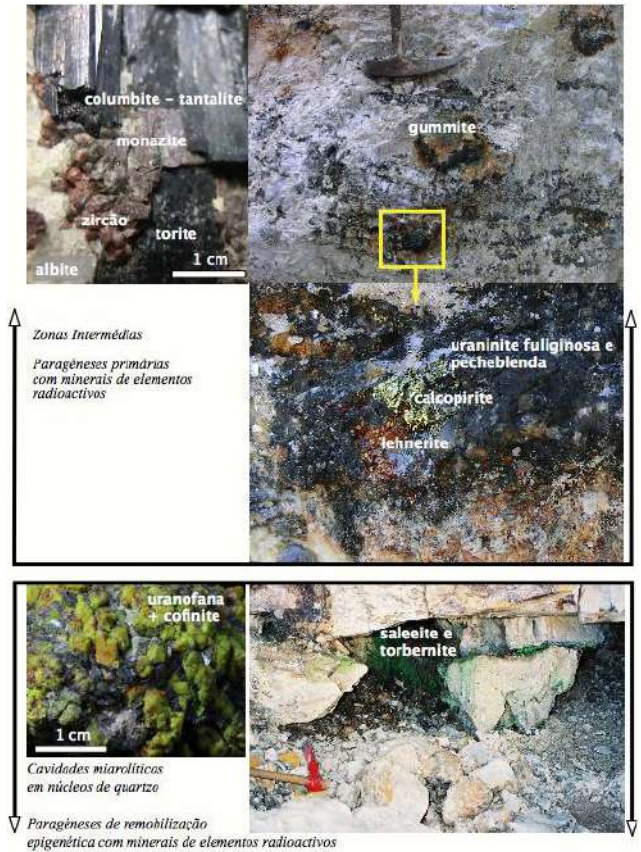 columbite – tantalite
monazite
zircão
torite
albite
1 cm
gummite
Zonas Intermédias
Paragéneses primárias
com minerais de elementos
radioactivos
uraninite fuliginosa e
pecheblenda
calcopirite
lehnerite
uranofana
+ cofinite
1 cm
saleeite e
torbernite
Cavidades miarolíticas
em núcleos de quartzo
Paragéneses de remobilização
epigenética com minerais de elementos radioactivos